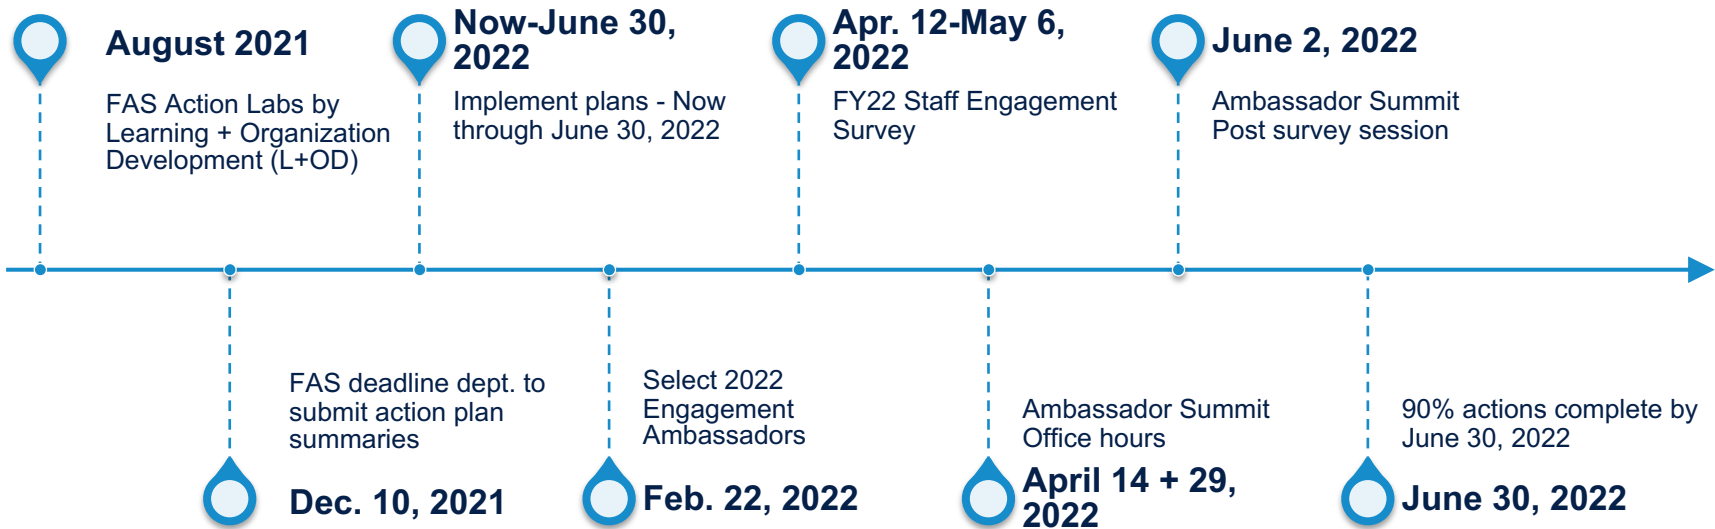 August 2021
FAS Action Labs by
Learning + Organization
Development (L+OD)
Now-June 30,
2022
Implement plans - Now
through June 30, 2022
Apr. 12-May 6,
2022
FY22 Staff Engagement
Survey
June 2, 2022
Ambassador Summit
Post survey session
FAS deadline dept. to
submit action plan
summaries
Dec. 10, 2021
Select 2022
Engagement
Ambassadors
Feb. 22, 2022
Ambassador Summit
Office hours
April 14 + 29,
2022
90% actions complete by
June 30, 2022
June 30, 2022